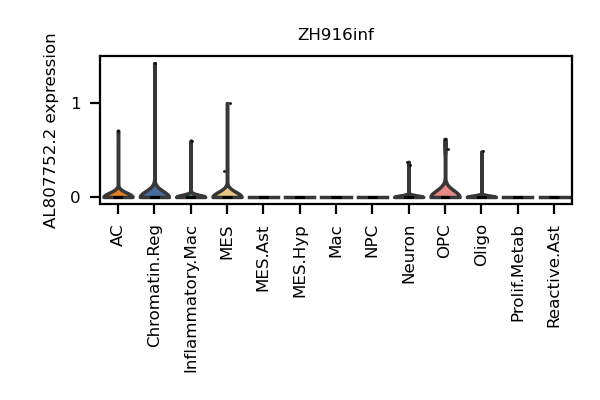 ZH916inf
AL807752.2 expression
1
0
AC
Chromatin.Reg
Inflammatory.Mac
MES
MES.Ast
MES.Hyp
Mac
NPC
Neuron
OPC
Oligo
Prolif.Metab
Reactive.Ast